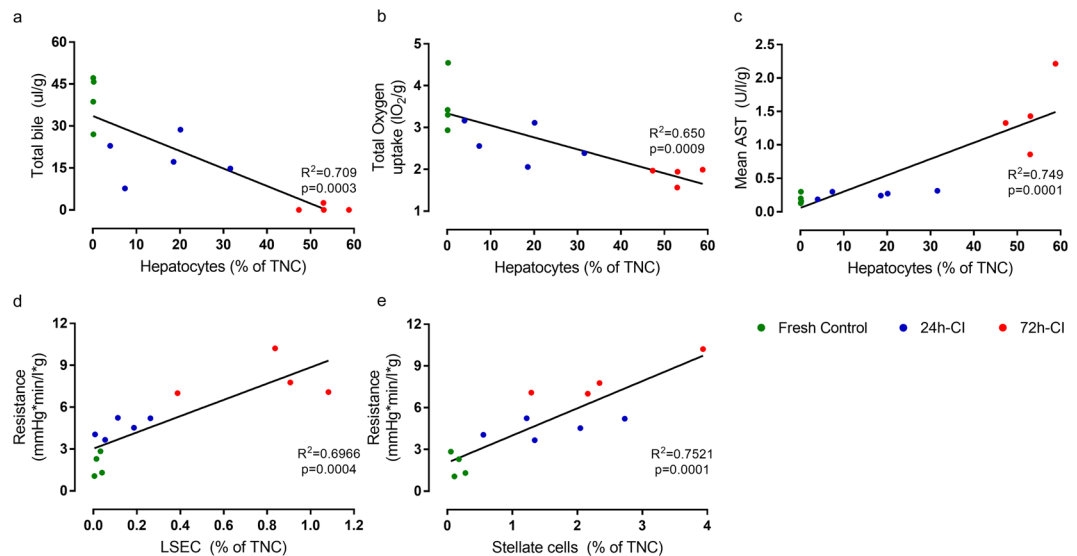 a
Total bile (ul/g)
60
45
30
15
0
R²=0.709
p=0.0003
0 10 20 30 40 50 60
Hepatocytes (% of TNC)
b
Total Oxygen
uptake (lO₂/g)
5
4
3
2
1
R²=0.650
p=0.0009
0 10 20 30 40 50 60
Hepatocytes (% of TNC)
c
Mean AST (U/l/g)
2.5
2.0
1.5
1.0
0.5
0.0
R²=0.749
p=0.0001
0 10 20 30 40 50 60
Hepatocytes (% of TNC)
d
Resistance
(mmHg*min/l*g)
12
9
6
3
0
R²=0.6966
p=0.0004
0.0 0.2 0.4 0.6 0.8 1.0 1.2
LSEC (% of TNC)
e
Resistance
(mmHg*min/l*g)
12
9
6
3
0
R²=0.7521
p=0.0001
0 1 2 3 4
Stellate cells (% of TNC)
Fresh Control 24h-CI 72h-CI